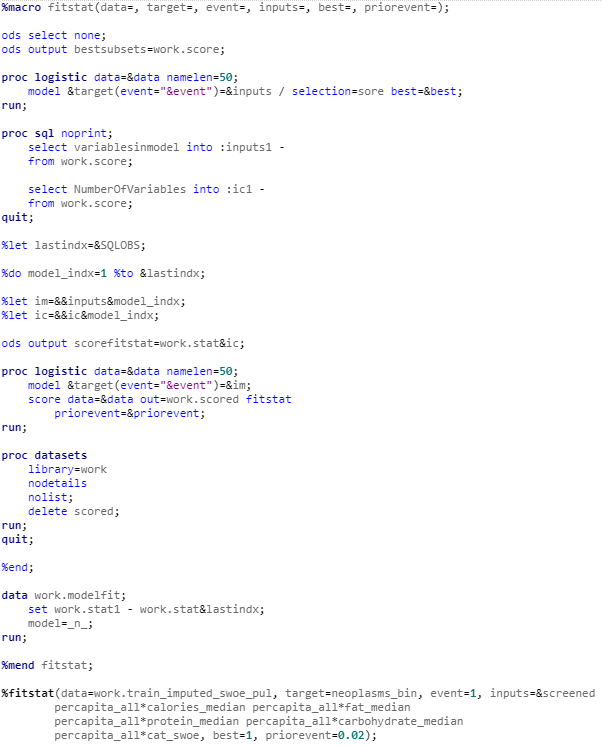 %macro fitstat(data=, target=, event=, inputs=, best=, priorevent=);
ods select none;
ods output bestsubsets=work.score;
proc logistic data=&data namelen=50;
model &target(event="&event")=&inputs / selection=sore best=&best;
run;
proc sql noprint;
select variablesinmodel into :inputs1 -
from work.score;
select NumberOfVariables into :ic1 -
from work.score;
quit;
%let lastindx=&SQLOBS;
%do model_indx=1 %to &lastindx;
%let im=&&inputs&model_indx;
%let ic=&&ic&model_indx;
ods output scorefitstat=work.stat&ic;
proc logistic data=&data namelen=50;
model &target(event="&event")=&im;
score data=&data out=work.scored fitstat
priorevent=&priorevent;
run;
proc datasets
library=work
nodetails
nolist;
delete scored;
run;
quit;
%end;
data work.modelfit;
set work.stat1 - work.stat&lastindx;
model=_n_;
run;
%mend fitstat;
%fitstat(data=work.train_imputed_swoe_pul, target=neoplasms_bin, event=1, inputs=&screened
percapita_all*calories_median percapita_all*fat_median
percapita_all*protein_median percapita_all*carbohydrate_median
percapita_all*cat_swoe, best=1, priorevent=0.02);